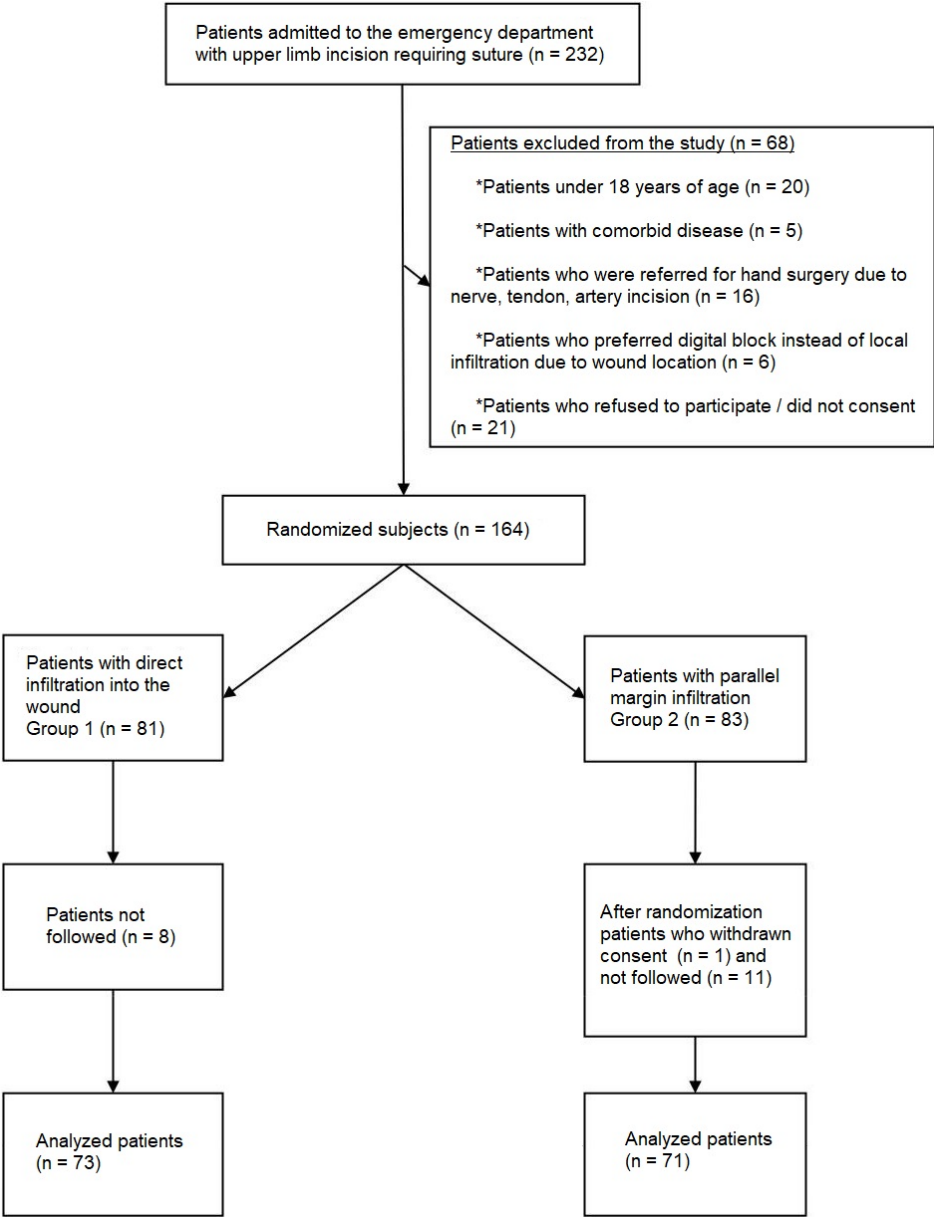 Patients admitted to the emergency department
with upper limb incision requiring suture (n = 232)
Patients excluded from the study (n = 68)
*Patients under 18 years of age (n = 20)
*Patients with comorbid disease (n = 5)
*Patients who were referred for hand surgery due to
nerve, tendon, artery incision (n = 16)
*Patients who preferred digital block instead of local
infiltration due to wound location (n = 6)
*Patients who refused to participate / did not consent
(n = 21)
Randomized subjects (n = 164)
Patients with direct
infiltration into the
wound
Group 1 (n = 81)
Patients with parallel
margin infiltration
Group 2 (n = 83)
Patients not
followed (n = 8)
After randomization
patients who withdrawn
consent (n = 1) and
not followed (n = 11)
Analyzed patients
(n = 73)
Analyzed patients
(n = 71)